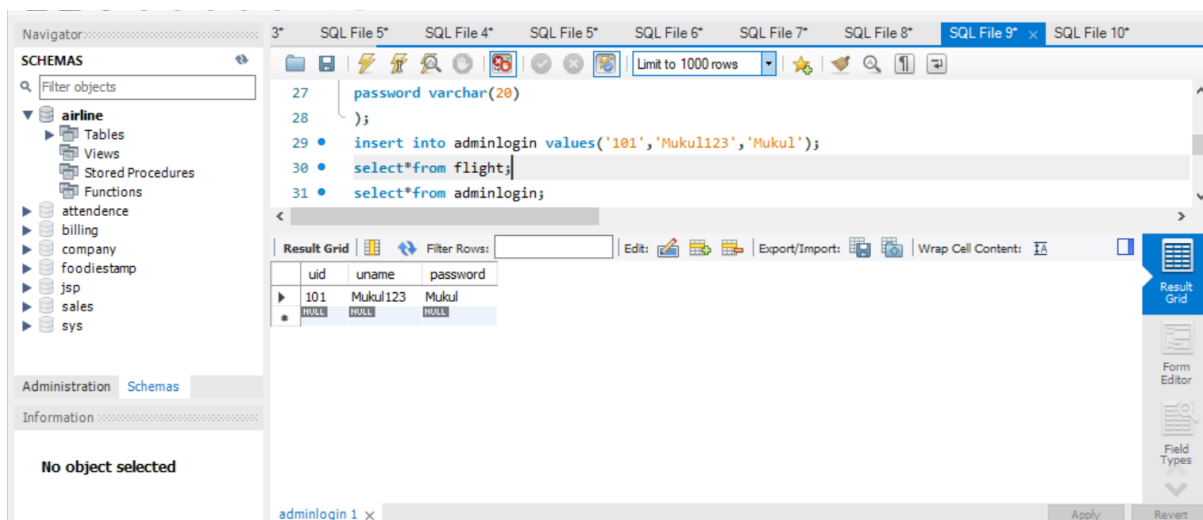 Navigator
3* SQL File 5* SQL File 4* SQL File 5* SQL File 6* SQL File 7* SQL File 8* SQL File 9* × SQL File 10*
SCHEMAS
Limit to 1000 rows
Filter objects
airline
Tables
Views
Stored Procedures
Functions
attendence
billing
company
foodiestamp
jsp
sales
sys
27 password varchar(20)
28 );
29 insert into adminlogin values('101','Mukul123','Mukul');
30 select*from flight;
31 select*from adminlogin;
Result Grid Filter Rows: Edit: Export/Import: Wrap Cell Content: IA
uid uname password
101 Mukul123 Mukul
NULL NULL NULL
Result
Grid
Form
Editor
Field
Types
Administration Schemas
Information
No object selected
adminlogin 1 ×
Apply Revert